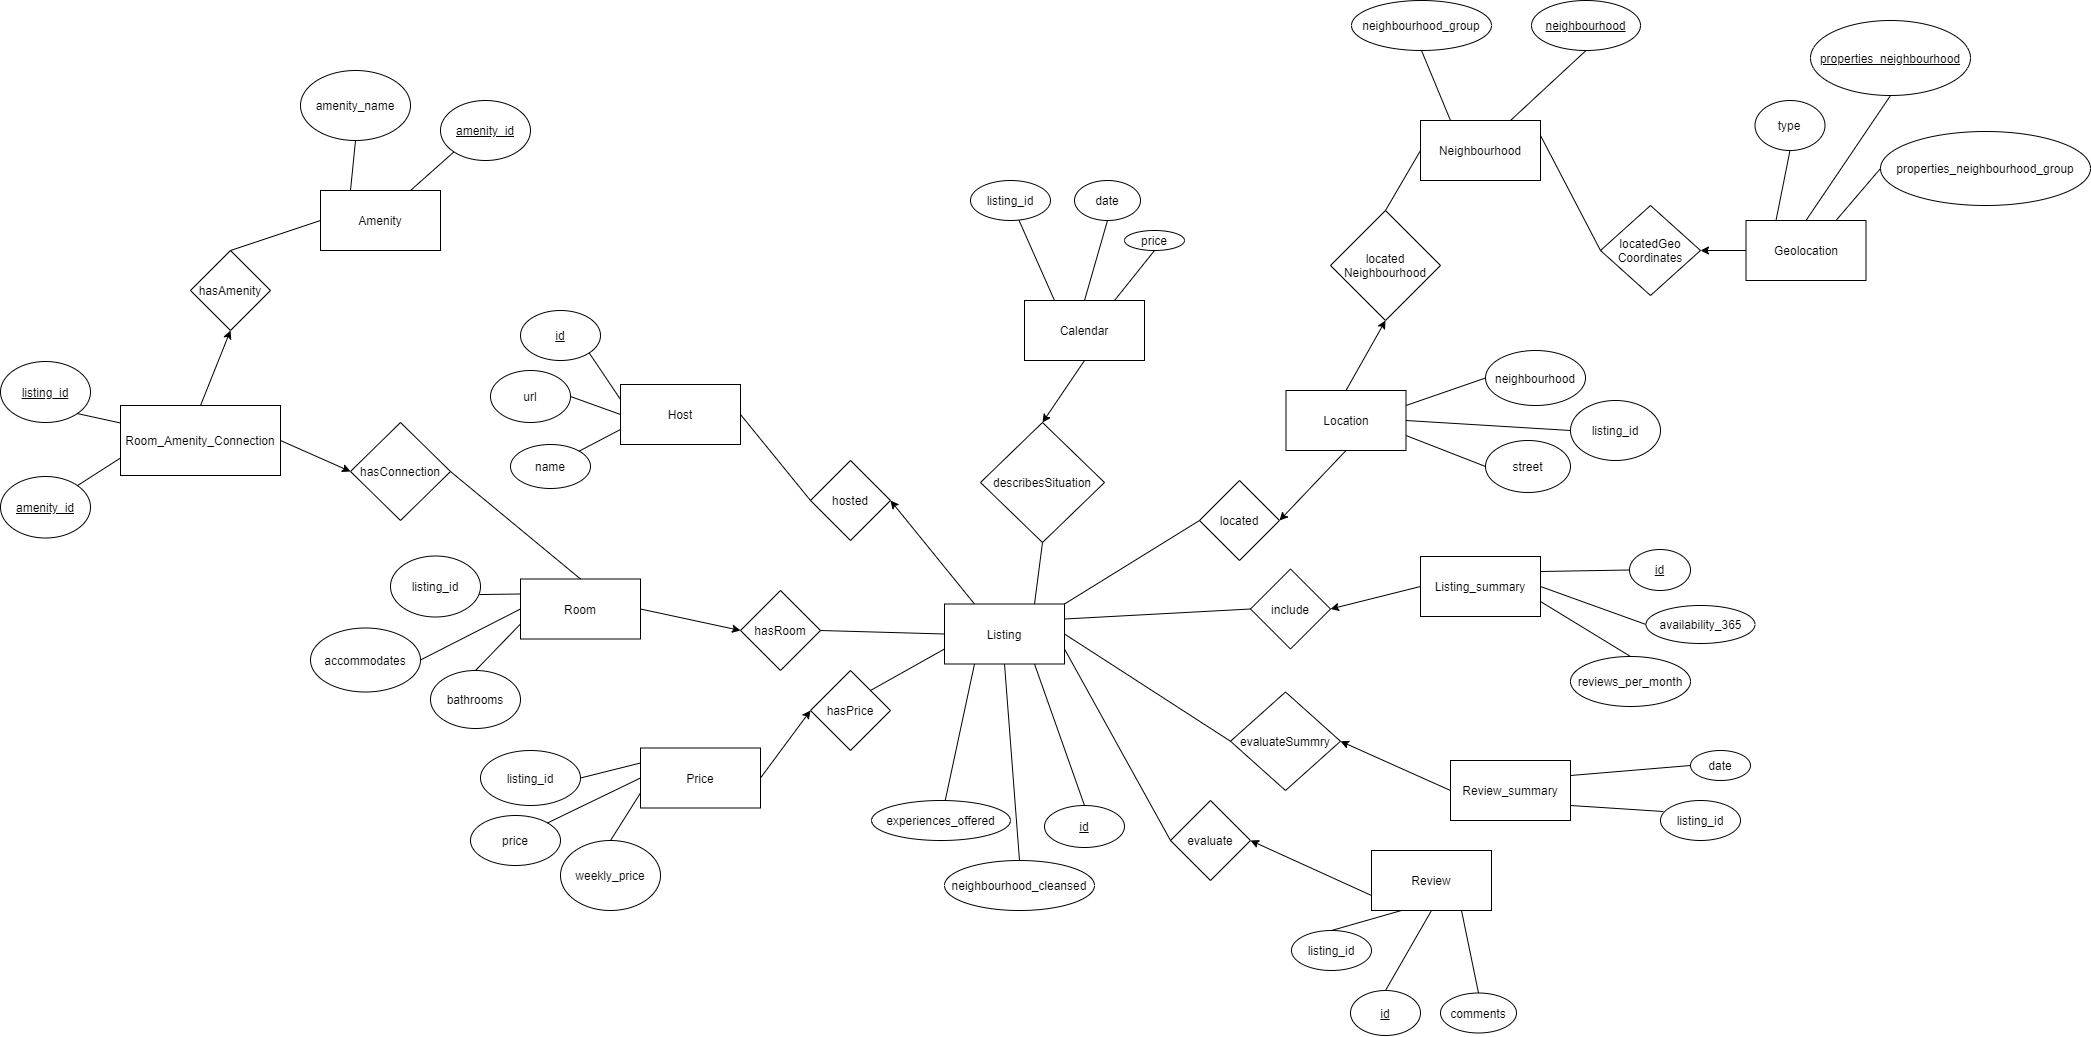 neighbourhood_group
neighbourhood
properties_neighbourhood
type
properties_neighbourhood_group
Neighbourhood
Geolocation
locatedGeo
Coordinates
located
Neighbourhood
amenity_name
amenity_id
Amenity
hasAmenity
listing_id
Room_Amenity_Connection
amenity_id
hasConnection
id
url
name
Host
hosted
listing_id
date
price
Calendar
describesSituation
neighbourhood
listing_id
street
Location
located
listing_id
accommodates
bathrooms
Room
hasRoom
Listing
include
Listing_summary
id
availability_365
reviews_per_month
hasPrice
Price
listing_id
price
weekly_price
experiences_offered
neighbourhood_cleansed
id
evaluateSummry
Review_summary
date
listing_id
evaluate
Review
listing_id
id
comments